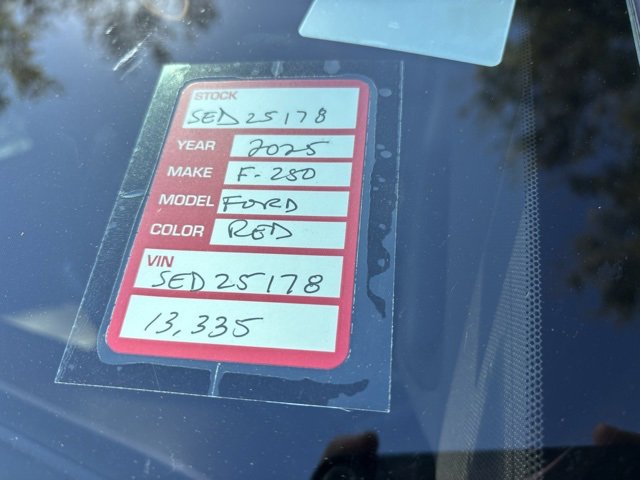 STOCK
SED25178
YEAR 2025
MAKE F-250
MODEL FORD
COLOR RED
VIN
SED25178
13,335